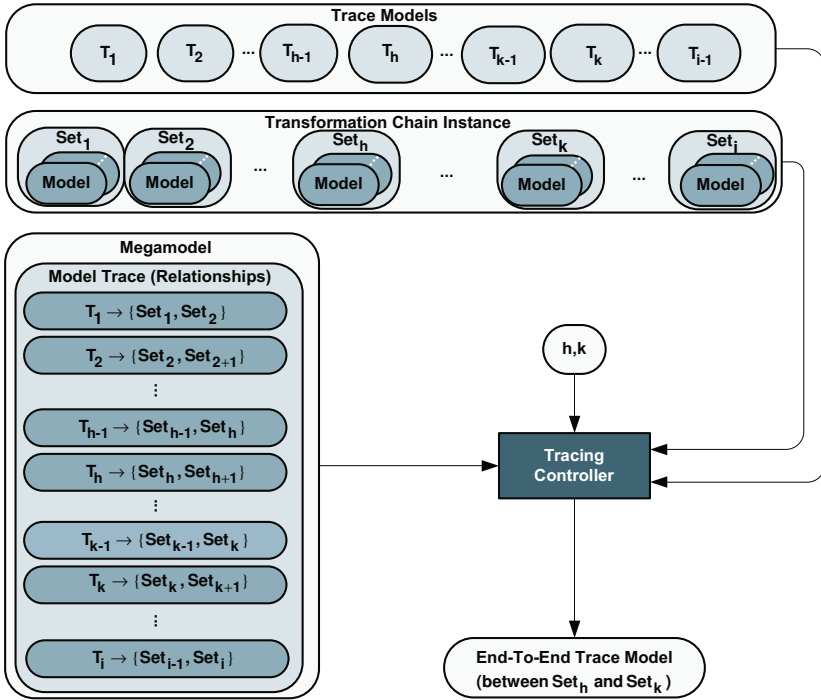 Trace Models
T1 T2 ... Th-1 Th ... Tk-1 Tk ... Ti-1
Transformation Chain Instance
Set1 Set2 Seth Setk Seti
Model Model ... Model ... Model ... Model
Megamodel
Model Trace (Relationships)
T1 → {Set1, Set2}
T2 → {Set2, Set2+1}
⋮
Th-1 → {Seth-1, Seth}
Th → {Seth, Seth+1}
⋮
Tk-1 → {Setk-1, Setk}
Tk → {Setk, Setk+1}
⋮
Ti → {Seti-1, Seti}
h,k
Tracing
Controller
End-To-End Trace Model
(between Seth and Setk)